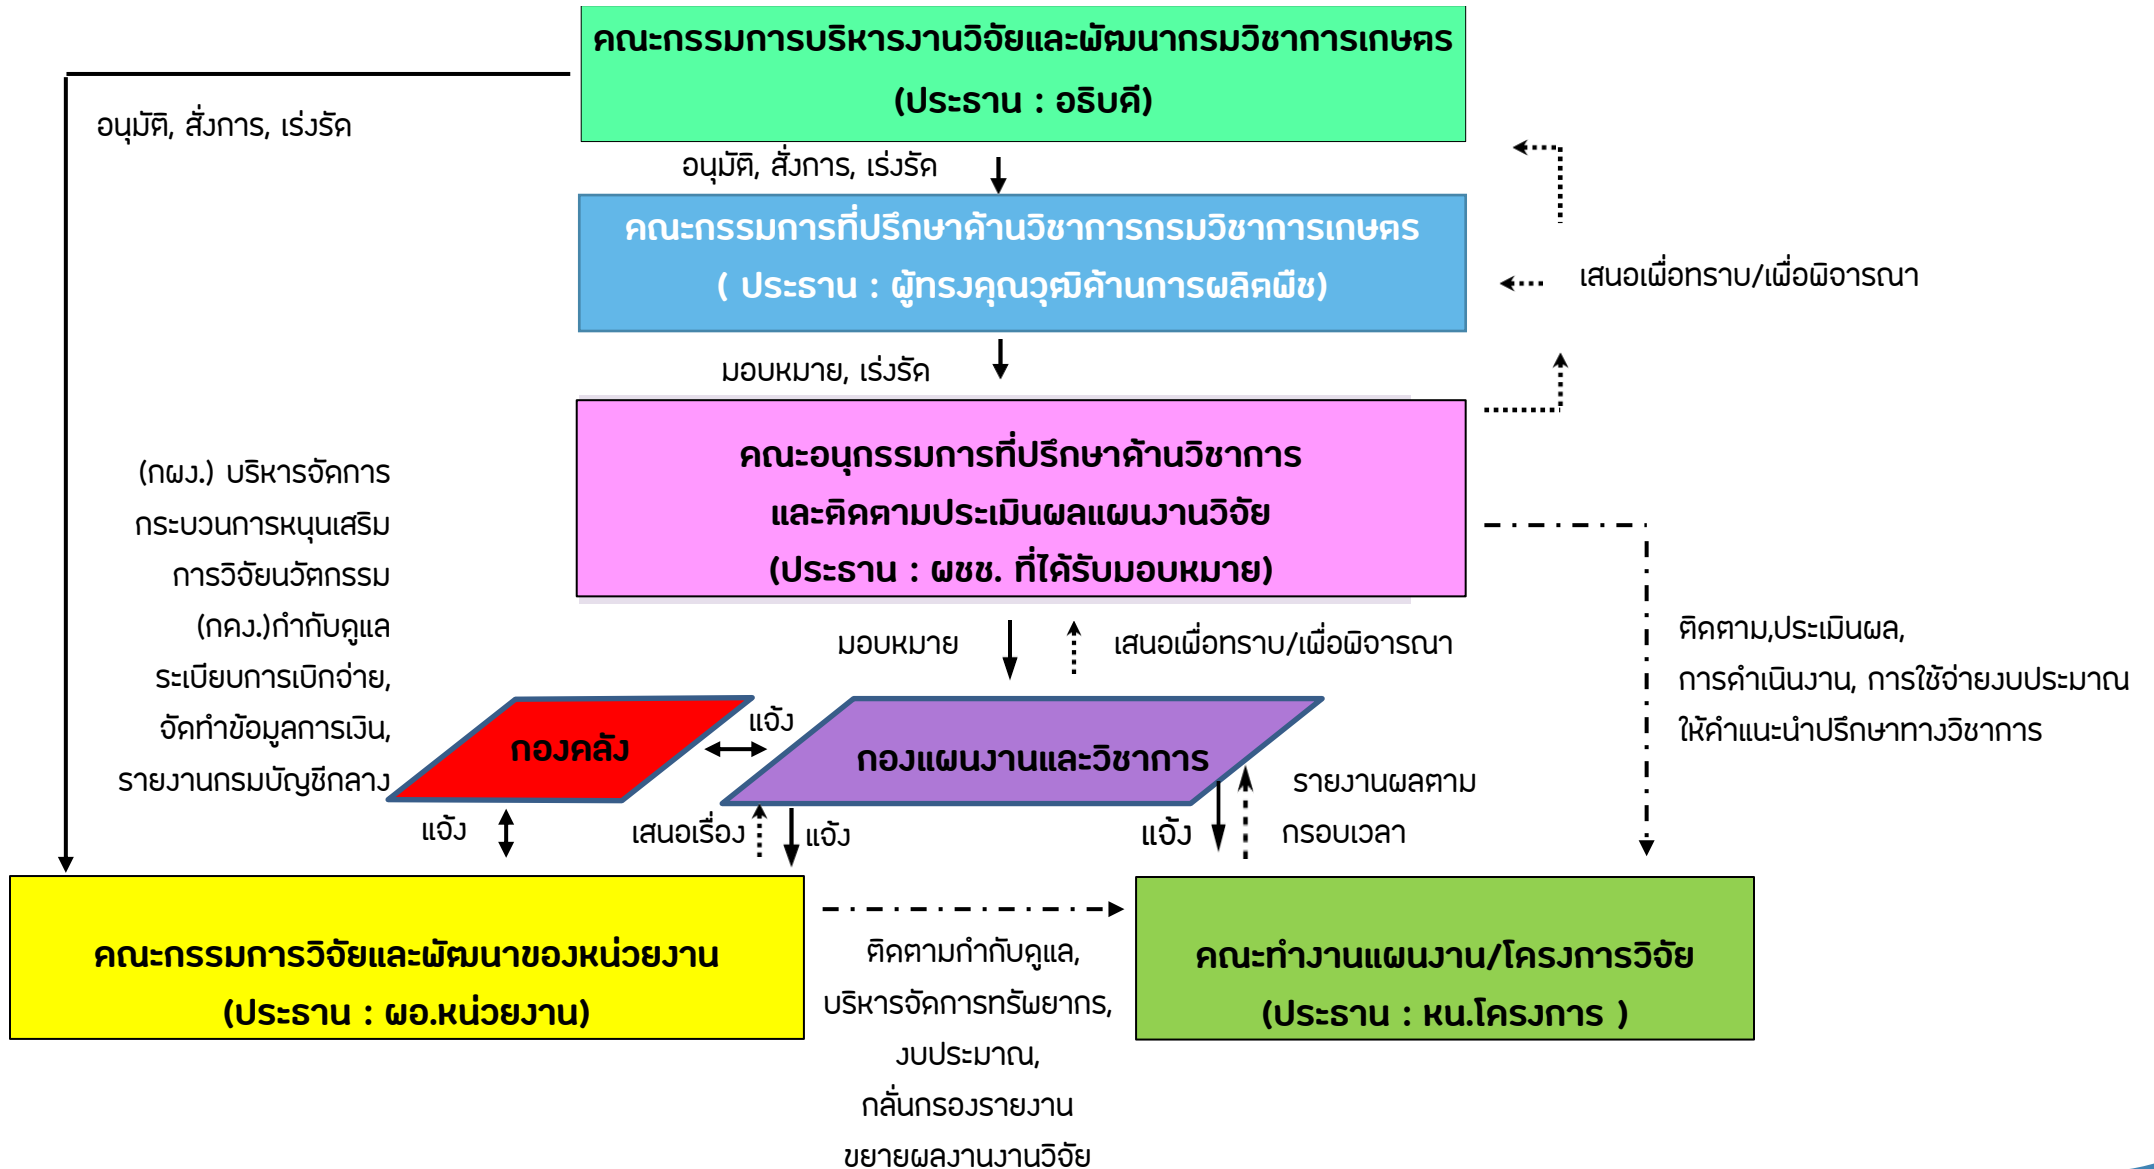 คณะกรรมการบริหารงานวิจัยและพัฒนากรมวิชาการเกษตร
(ประธาน : อธิบดี)
อนุมัติ, สั่งการ, เร่งรัด
อนุมัติ, สั่งการ, เร่งรัด
คณะกรรมการที่ปรึกษาด้านวิชาการกรมวิชาการเกษตร
( ประธาน : ผู้ทรงคุณวุฒิด้านการผลิตพืช)
เสนอเพื่อทราบ/เพื่อพิจารณา
มอบหมาย, เร่งรัด
คณะอนุกรรมการที่ปรึกษาด้านวิชาการ
และติดตามประเมินผลแผนงานวิจัย
(ประธาน : ผชช. ที่ได้รับมอบหมาย)
(กผง.) บริหารจัดการ
กระบวนการหนุนเสริม
การวิจัยนวัตกรรม
(กคง.)กำกับดูแล
ระเบียบการเบิกจ่าย,
จัดทำข้อมูลการเงิน,
รายงานกรมบัญชีกลาง
มอบหมาย
เสนอเพื่อทราบ/เพื่อพิจารณา
ติดตาม,ประเมินผล,
การดำเนินงาน, การใช้จ่ายงบประมาณ
ให้คำแนะนำปรึกษาทางวิชาการ
กองคลัง
แจ้ง
กองแผนงานและวิชาการ
แจ้ง
เสนอเรื่อง
แจ้ง
แจ้ง
รายงานผลตาม
กรอบเวลา
คณะกรรมการวิจัยและพัฒนาของหน่วยงาน
(ประธาน : ผอ.หน่วยงาน)
ติดตามกำกับดูแล,
บริหารจัดการทรัพยากร,
งบประมาณ,
กลั่นกรองรายงาน
ขยายผลงานงานวิจัย
คณะทำงานแผนงาน/โครงการวิจัย
(ประธาน : หน.โครงการ )